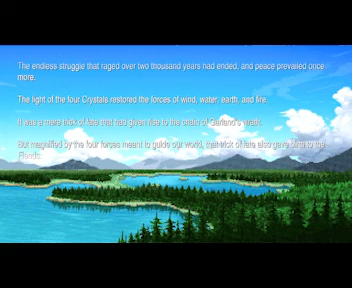 The endless struggle that raged over two thousand years had ended, and peace prevailed once
more.
The light of the four Crystals restored the forces of wind, water, earth, and fire.
It was a mere trick of fate that had given rise to the chain of Garland's wrath.
But magnified by the four forces meant to guide our world, that trick of fate also gave birth to the
Fiends.